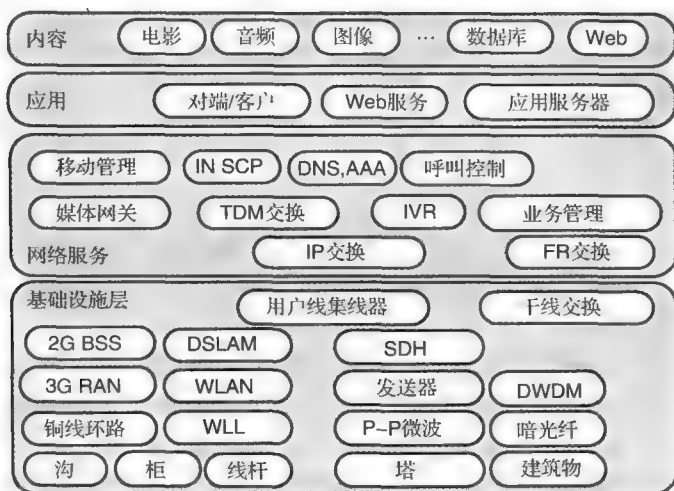 内容 电影 音频 图像 … 数据库 Web
应用 对端/客户 Web服务 应用服务器
移动管理 IN SCP DNS,AAA 呼叫控制
媒体网关 TDM交换 IVR 业务管理
网络服务 IP交换 FR交换
基础设施层 用户线集线器 干线交换
2G BSS DSLAM SDH
3G RAN WLAN 发送器 DWDM
铜线环路 WLL P~P微波 暗光纤
沟 柜 线杆 塔 建筑物